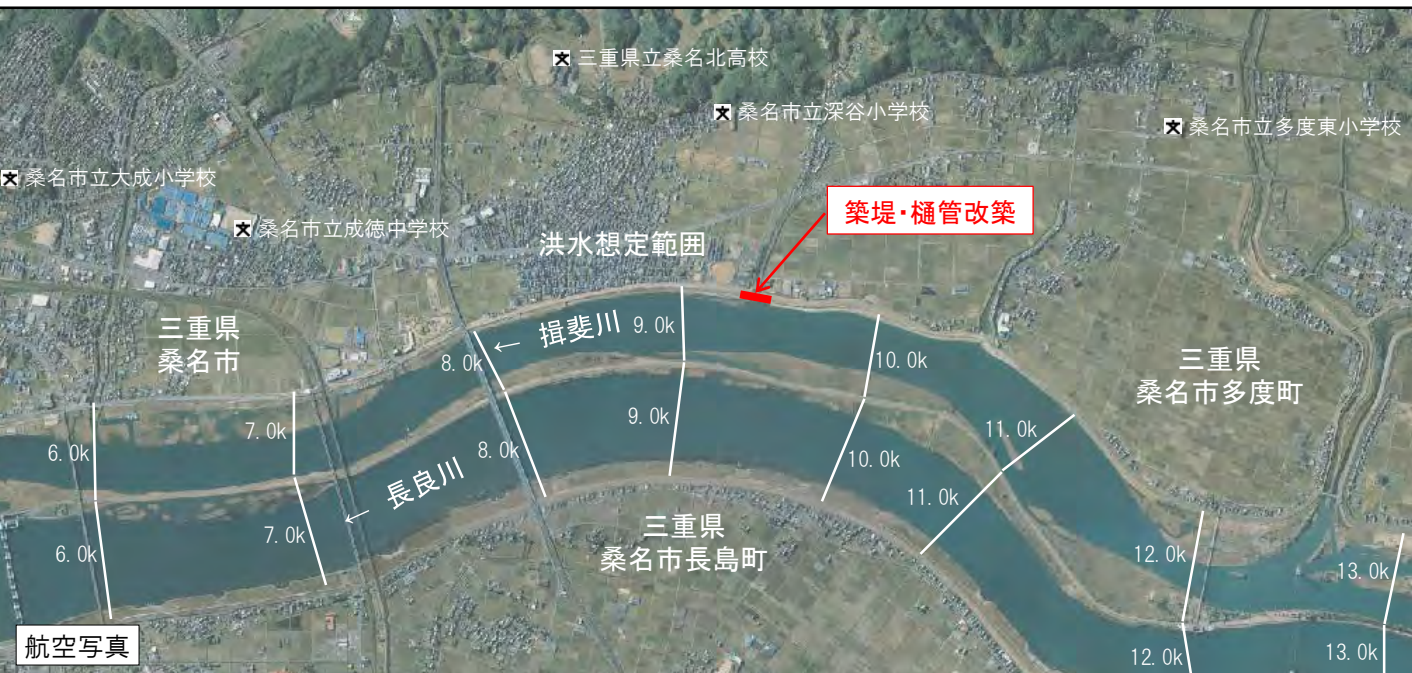 三重県立桑名北高校
桑名市立深谷小学校
桑名市立多度東小学校
桑名市立大成小学校
桑名市立成徳中学校
築堤・樋管改築
洪水想定範囲
三重県
桑名市
← 揖斐川
三重県
桑名市多度町
6.0k
7.0k
8.0k
9.0k
10.0k
11.0k
12.0k
13.0k
← 長良川
6.0k
7.0k
8.0k
9.0k
10.0k
11.0k
12.0k
13.0k
三重県
桑名市長島町
航空写真